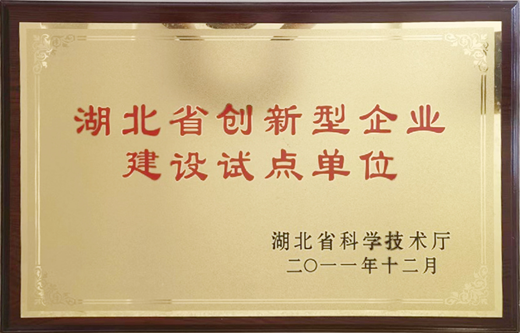 湖北省创新型企业
建设试点单位
湖北省科学技术厅
二〇一一年十二月